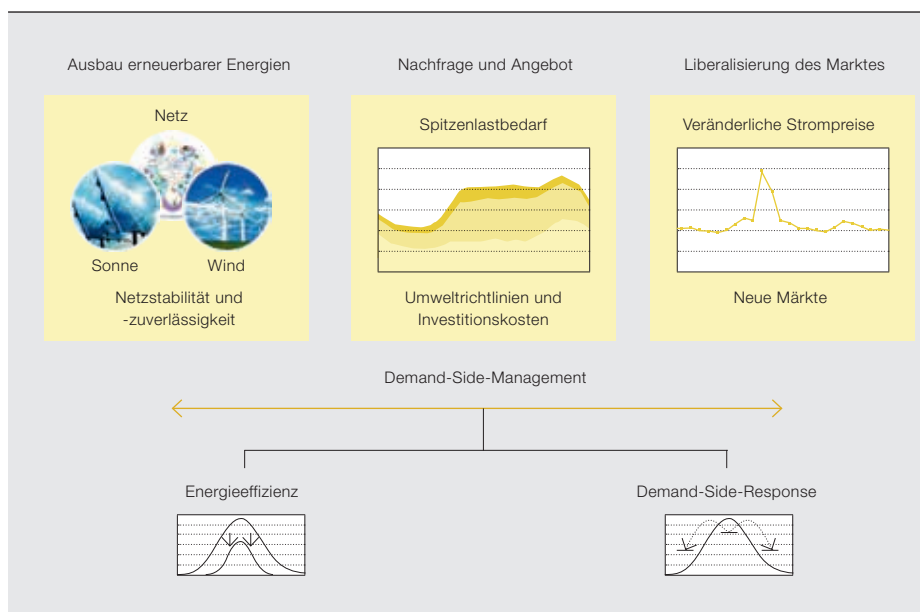 Ausbau erneuerbarer Energien
Netz
Sonne
Wind
Netzstabilität und
-zuverlässigkeit
Nachfrage und Angebot
Spitzenlastbedarf
Umweltrichtlinien und
Investitionskosten
Liberalisierung des Marktes
Veränderliche Strompreise
Neue Märkte
Demand-Side-Management
Energieeffizienz
Demand-Side-Response